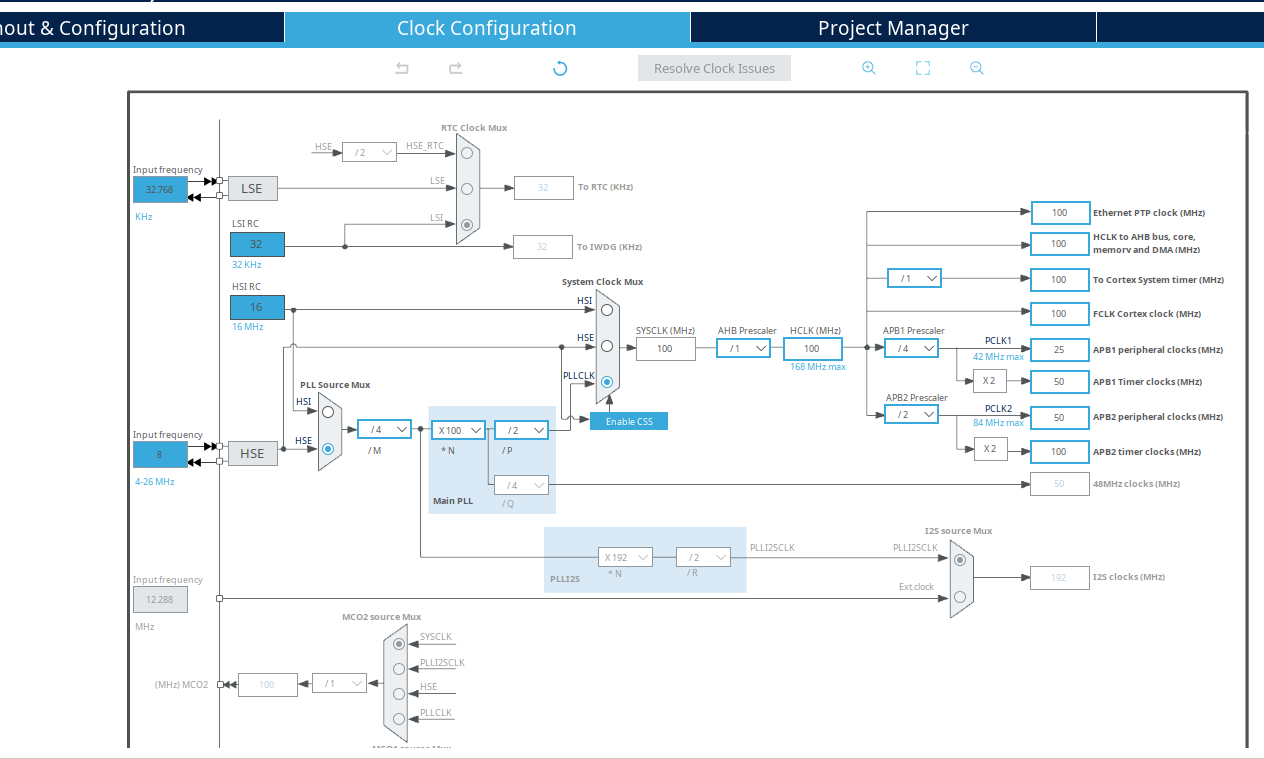 out & Configuration
Clock Configuration
Project Manager
Resolve Clock Issues
RTC Clock Mux
HSE
/ 2
HSE_RTC
Input frequency
32.768
KHz
LSE
LSE
32
To RTC (KHz)
LSI RC
LSI
32
32 KHz
32
To IWDG (KHz)
HSI RC
16
16 MHz
System Clock Mux
HSI
HSE
PLLCLK
SYSCLK (MHz)
100
AHB Prescaler
/ 1
HCLK (MHz)
100
168 MHz max
Enable CSS
100
Ethernet PTP clock (MHz)
100
HCLK to AHB bus, core,
memory and DMA (MHz)
/ 1
100
To Cortex System timer (MHz)
100
FCLK Cortex clock (MHz)
APB1 Prescaler
/ 4
PCLK1
42 MHz max
25
APB1 peripheral clocks (MHz)
X 2
50
APB1 Timer clocks (MHz)
APB2 Prescaler
/ 2
PCLK2
84 MHz max
50
APB2 peripheral clocks (MHz)
X 2
100
APB2 timer clocks (MHz)
50
48MHz clocks (MHz)
PLL Source Mux
HSI
HSE
Input frequency
8
4-26 MHz
HSE
/ 4
/ M
X 100
* N
/ 2
/ P
/ 4
/ Q
Main PLL
X 192
* N
/ 2
/ R
PLLI2S
PLLI2SCLK
I2S source Mux
PLLI2SCLK
Ext.clock
192
I2S clocks (MHz)
Input frequency
12.288
MHz
MCO2 source Mux
SYSCLK
PLLI2SCLK
HSE
PLLCLK
(MHz) MCO2
100
/ 1